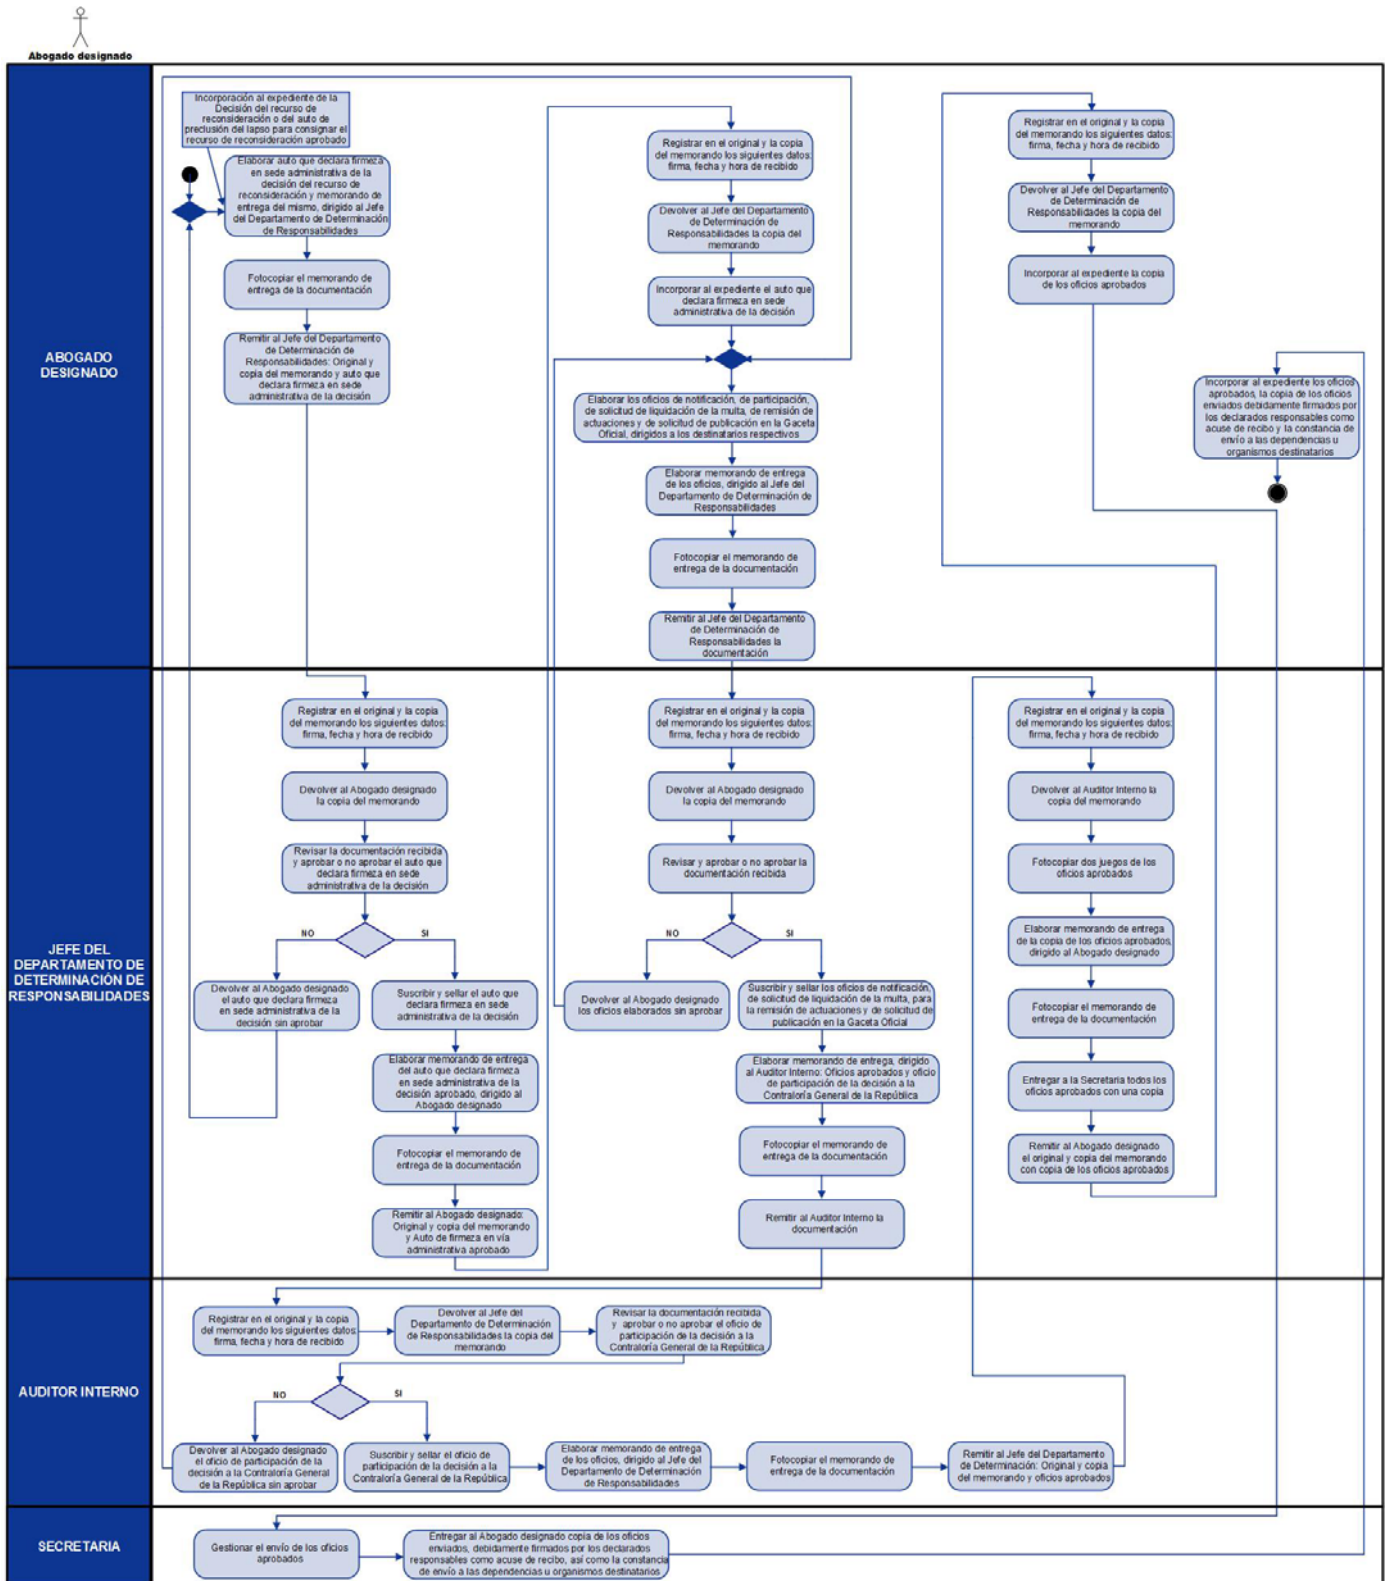 Abogado designado
ABOGADO
DESIGNADO
Incorporación al expediente de la
Decisión del recurso de
reconsideración o del auto de
preclusión del lapso para consignar el
recurso de reconsideración aprobado
Elaborar auto que declara firmeza
en sede administrativa de la
decisión del recurso de
reconsideración y memorando de
entrega del mismo, dirigido al Jefe
del Departamento de Determinación
de Responsabilidades
Fotocopiar el memorando de
entrega de la documentación
Remitir al Jefe del Departamento
de Determinación de
Responsabilidades: Original y
copia del memorando y auto que
declara firmeza en sede
administrativa de la decisión
Registrar en el original y la copia
del memorando los siguientes datos:
firma, fecha y hora de recibido
Devolver al Jefe del Departamento
de Determinación de
Responsabilidades la copia del
memorando
Incorporar al expediente el auto que
declara firmeza en sede
administrativa de la decisión
Elaborar los oficios de notificación, de participación,
de solicitud de liquidación de la multa, de remisión de
actuaciones y de solicitud de publicación en la Gaceta
Oficial, dirigidos a los destinatarios respectivos
Elaborar memorando de entrega
de los oficios, dirigido al Jefe del
Departamento de Determinación de
Responsabilidades
Fotocopiar el memorando de
entrega de la documentación
Remitir al Jefe del Departamento
de Determinación de
Responsabilidades la
documentación
Registrar en el original y la copia
del memorando los siguientes datos:
firma, fecha y hora de recibido
Devolver al Jefe del Departamento
de Determinación de
Responsabilidades la copia del
memorando
Incorporar al expediente la copia
de los oficios aprobados
Incorporar al expediente los oficios
aprobados, la copia de los oficios
enviados debidamente firmados por
los declarados responsables como
acuse de recibo y la constancia de
envío a las dependencias u
organismos destinatarios
JEFE DEL
DEPARTAMENTO DE
DETERMINACIÓN DE
RESPONSABILIDADES
Registrar en el original y la copia
del memorando los siguientes datos:
firma, fecha y hora de recibido
Devolver al Abogado designado
la copia del memorando
Revisar la documentación recibida
y aprobar o no aprobar el auto que
declara firmeza en sede
administrativa de la decisión
NO
SI
Devolver al Abogado designado
el auto que declara firmeza
en sede administrativa de la
decisión sin aprobar
Suscribir y sellar el auto que
declara firmeza en sede
administrativa de la decisión
Elaborar memorando de entrega
del auto que declara firmeza
en sede administrativa de la
decisión aprobado, dirigido al
Abogado designado
Fotocopiar el memorando de
entrega de la documentación
Remitir al Abogado designado:
Original y copia del memorando
y Auto de firmeza en vía
administrativa aprobado
Registrar en el original y la copia
del memorando los siguientes datos:
firma, fecha y hora de recibido
Devolver al Abogado designado
la copia del memorando
Revisar y aprobar o no aprobar la
documentación recibida
NO
SI
Devolver al Abogado designado
los oficios elaborados sin aprobar
Suscribir y sellar los oficios de notificación,
de solicitud de liquidación de la multa, para
la remisión de actuaciones y de solicitud de
publicación en la Gaceta Oficial
Elaborar memorando de entrega, dirigido
al Auditor Interno: Oficios aprobados y oficio
de participación de la decisión a la
Contraloría General de la República
Fotocopiar el memorando de
entrega de la documentación
Remitir al Auditor Interno la
documentación
Registrar en el original y la copia
del memorando los siguientes datos:
firma, fecha y hora de recibido
Devolver al Auditor Interno la
copia del memorando
Fotocopiar dos juegos de los
oficios aprobados
Elaborar memorando de entrega
de la copia de los oficios aprobados,
dirigido al Abogado designado
Fotocopiar el memorando de
entrega de la documentación
Entregar a la Secretaria todos los
oficios aprobados con una copia
Remitir al Abogado designado
el original y copia del memorando
con copia de los oficios aprobados
AUDITOR INTERNO
Registrar en el original y la copia
del memorando los siguientes datos:
firma, fecha y hora de recibido
Devolver al Jefe del
Departamento de Determinación
de Responsabilidades la copia del
memorando
Revisar la documentación recibida
y aprobar o no aprobar el oficio de
participación de la decisión a la
Contraloría General de la República
NO
SI
Devolver al Abogado designado
el oficio de participación de la
decisión a la Contraloría General
de la República sin aprobar
Suscribir y sellar el oficio de
participación de la decisión a la
Contraloría General de la República
Elaborar memorando de entrega
de los oficios, dirigido al Jefe del
Departamento de Determinación
de Responsabilidades
Fotocopiar el memorando de
entrega de la documentación
Remitir al Jefe del Departamento
de Determinación: Original y copia
del memorando y oficios aprobados
SECRETARIA
Gestionar el envío de los oficios
aprobados
Entregar al Abogado designado copia de los oficios
enviados, debidamente firmados por los declarados
responsables como acuse de recibo, así como la constancia
de envío a las dependencias u organismos destinatarios